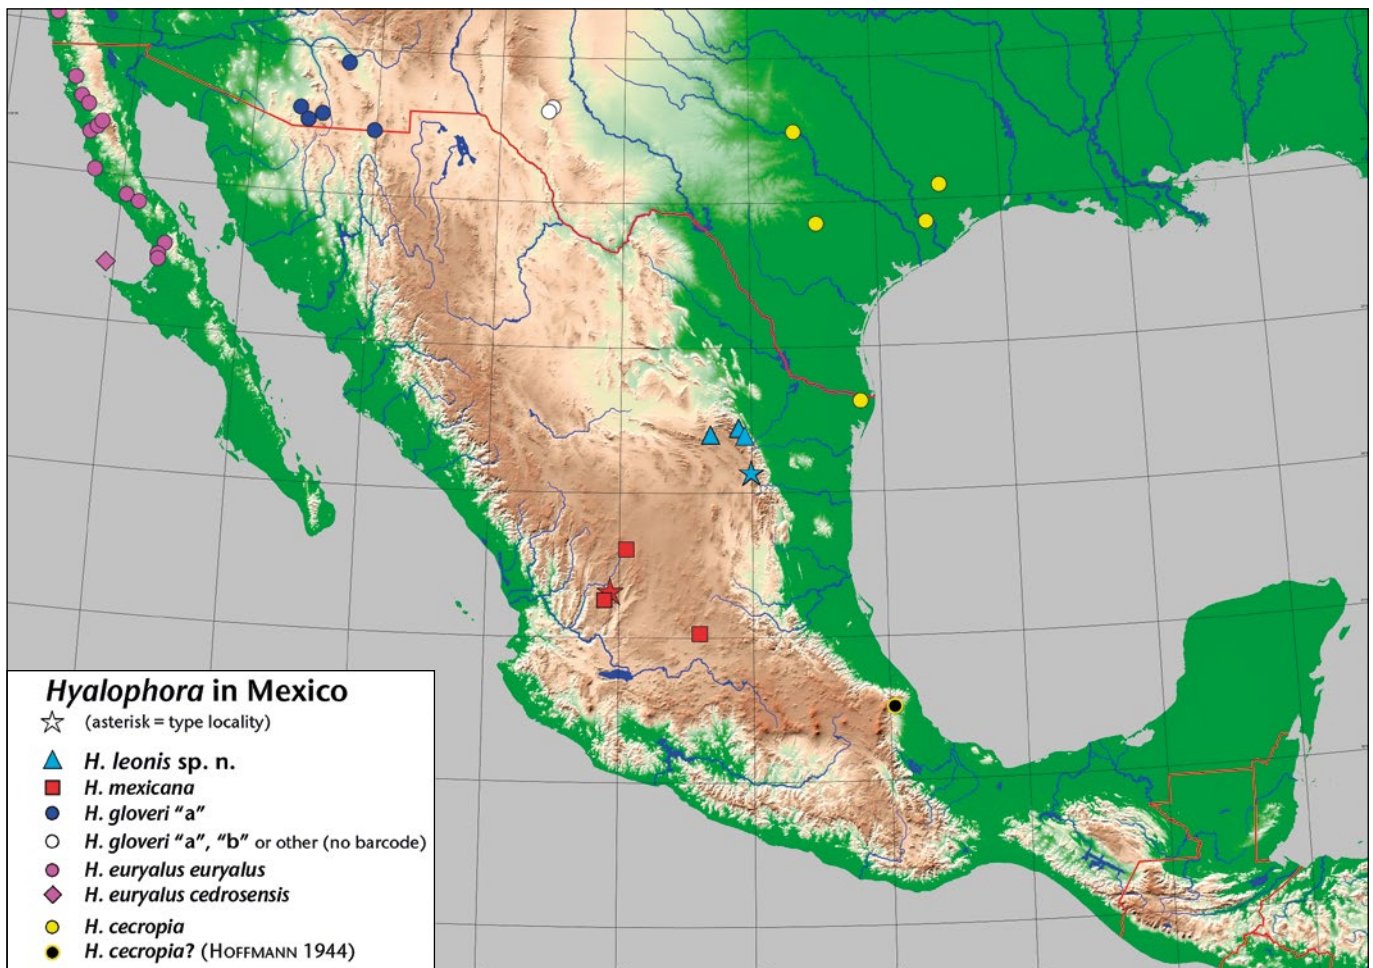 Hyalophora in Mexico
(asterisk = type locality)
H. leonis sp. n.
H. mexicana
H. gloveri “a”
H. gloveri “a”, “b” or other (no barcode)
H. euryalus euryalus
H. euryalus cedrosensis
H. cecropia
H. cecropia? (HOFFMANN 1944)